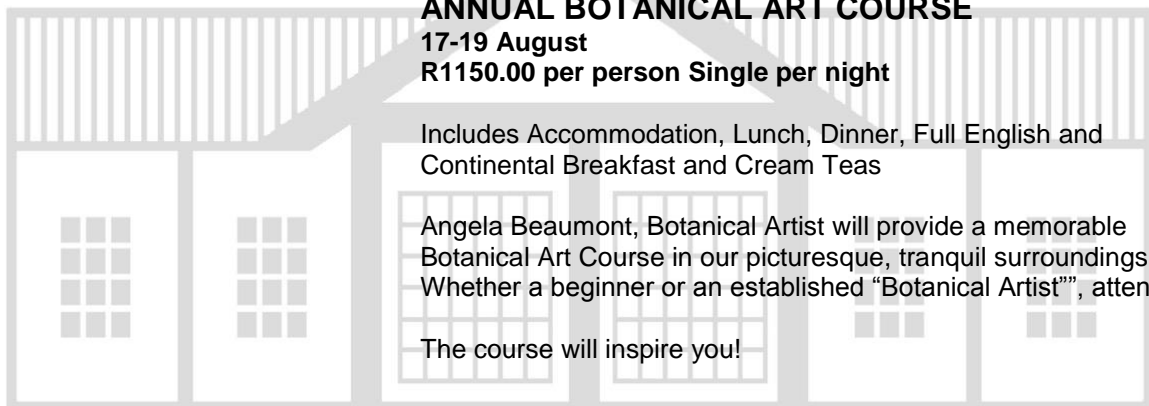 ANNUAL BOTANICAL ART COURSE
17-19 August
R1150.00 per person Single per night
Includes Accommodation, Lunch, Dinner, Full English and
Continental Breakfast and Cream Teas
Angela Beaumont, Botanical Artist will provide a memorable
Botanical Art Course in our picturesque, tranquil surroundings
Whether a beginner or an established “Botanical Artist””,
The course will inspire you!